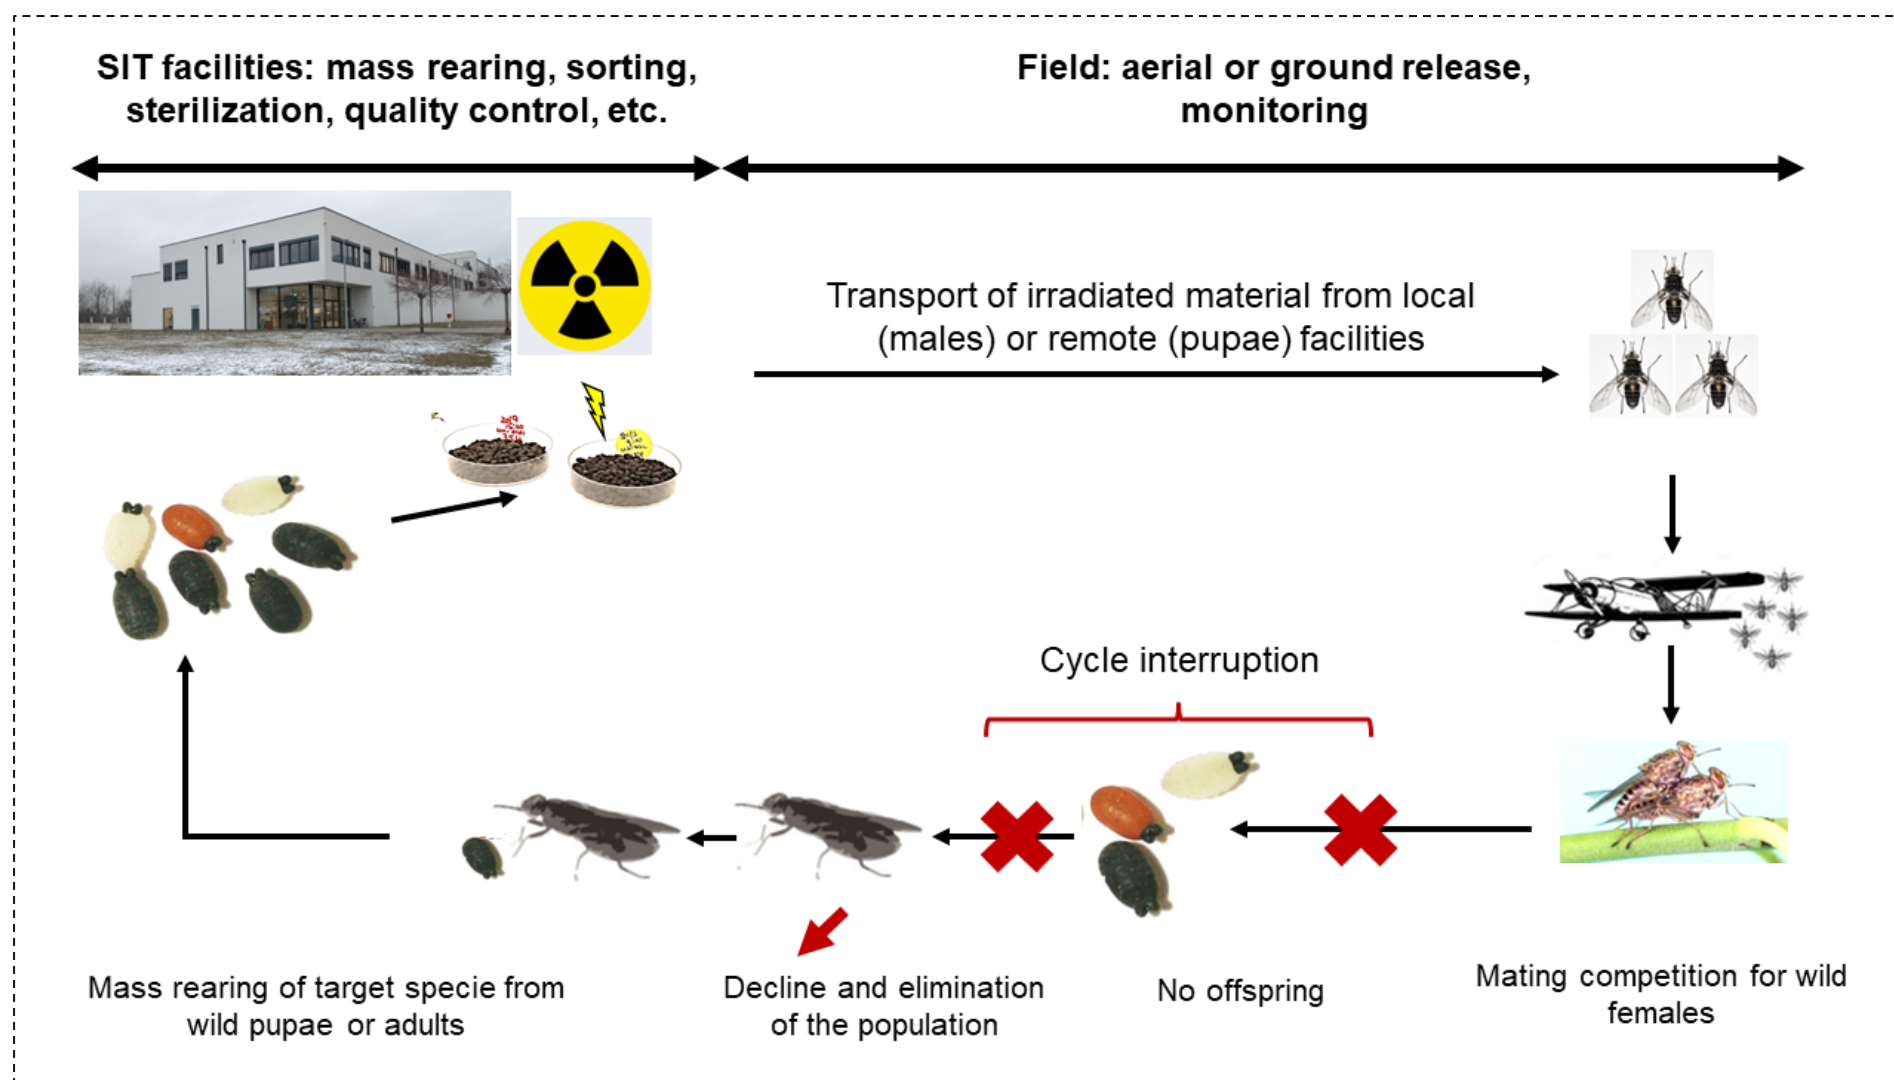 SIT facilities: mass rearing, sorting,
sterilization, quality control, etc.
Field: aerial or ground release,
monitoring
Transport of irradiated material from local
(males) or remote (pupae) facilities
Cycle interruption
Mass rearing of target specie from
wild pupae or adults
Decline and elimination
of the population
No offspring
Mating competition for wild
females